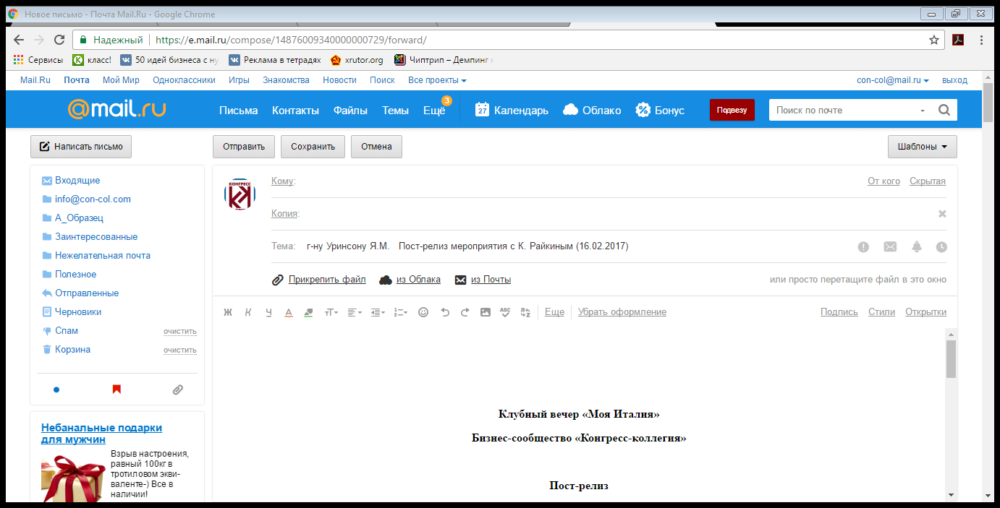 Новое письмо - Почта Mail.Ru - Google Chrome
Надежный https://e.mail.ru/compose/14876009340000000729/forward/
Сервисы класс! 50 идей бизнеса с ну Реклама в тетрадях xrutor.org Чиптрип – Демпинг
Mail.Ru Почта Мой Мир Одноклассники Игры Знакомства Новости Поиск Все проекты con-col@mail.ru выход
@mail.ru Письма Контакты Файлы Темы Ещё 3 27 Календарь Облако Бонус Подвезу Поиск по почте
Написать письмо Отправить Сохранить Отмена Шаблоны
Входящие
info@con-col.com
А_Образец
Заинтересованные
Нежелательная почта
Полезное
Отправленные
Черновики
Спам очистить
Корзина очистить
Небанальные подарки
для мужчин
Взрыв настроения,
равный 100кг в
тротиловом экви-
валенте-) Все в
наличии!
КОНГРЕСС
Кому: От кого Скрытая
Копия:
Тема: г-ну Уринсону Я.М. Пост-релиз мероприятия с К. Райкиным (16.02.2017)
Прикрепить файл из Облака из Почты или просто перетащите файл в это окно
Ж К Ч А тТ ABC Еще Убрать оформление Подпись Стили Открытки
Клубный вечер «Моя Италия»
Бизнес-сообщество «Конгресс-коллегия»
Пост-релиз